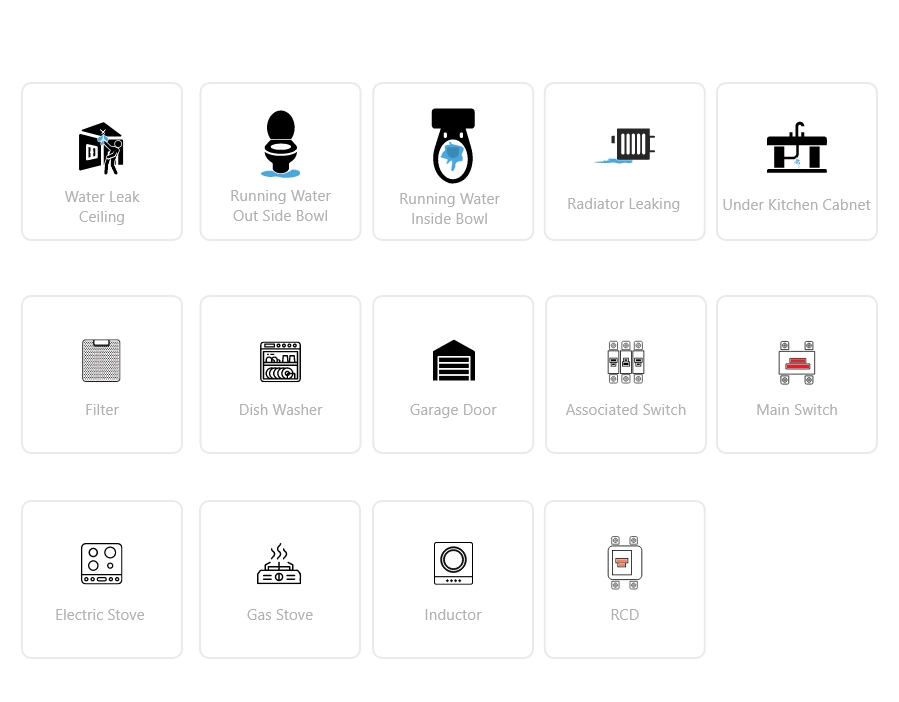 Water Leak
Ceiling
Running Water
Out Side Bowl
Running Water
Inside Bowl
Radiator Leaking
Under Kitchen Cabnet
Filter
Dish Washer
Garage Door
Associated Switch
Main Switch
Electric Stove
Gas Stove
Inductor
RCD